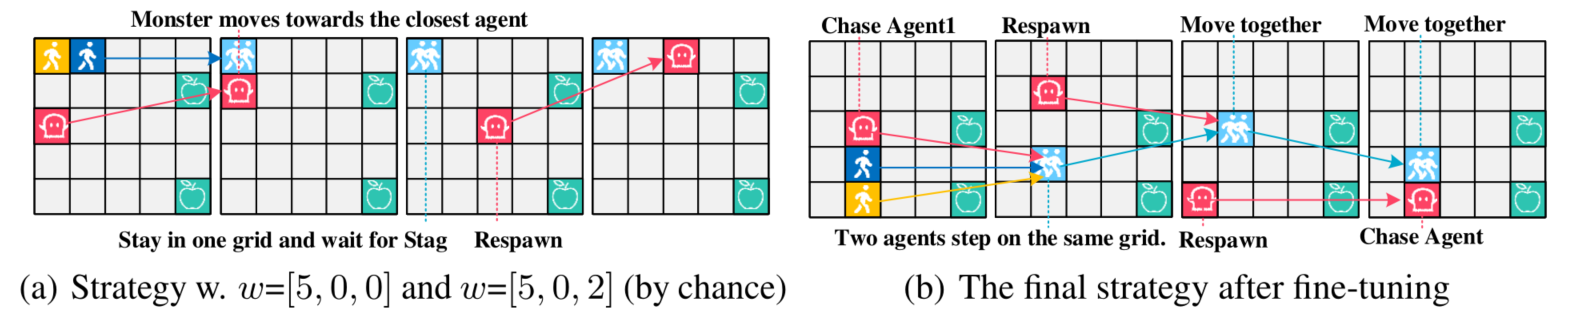 Monster moves towards the closest agent
Stay in one grid and wait for Stag Respawn
(a) Strategy w. w=[5, 0, 0] and w=[5, 0, 2] (by chance)
Chase Agent1 Respawn Move together Move together
Two agents step on the same grid. Respawn Chase Agent
(b) The final strategy after fine-tuning